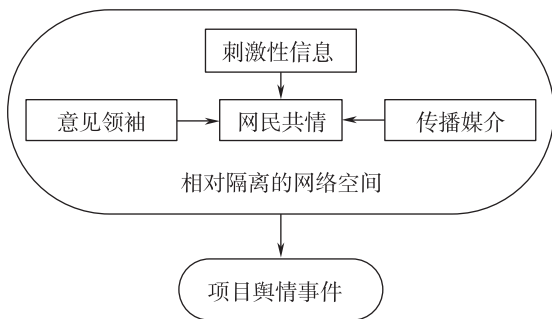 刺激性信息
意见领袖
网民共情
传播媒介
相对隔离的网络空间
项目舆情事件